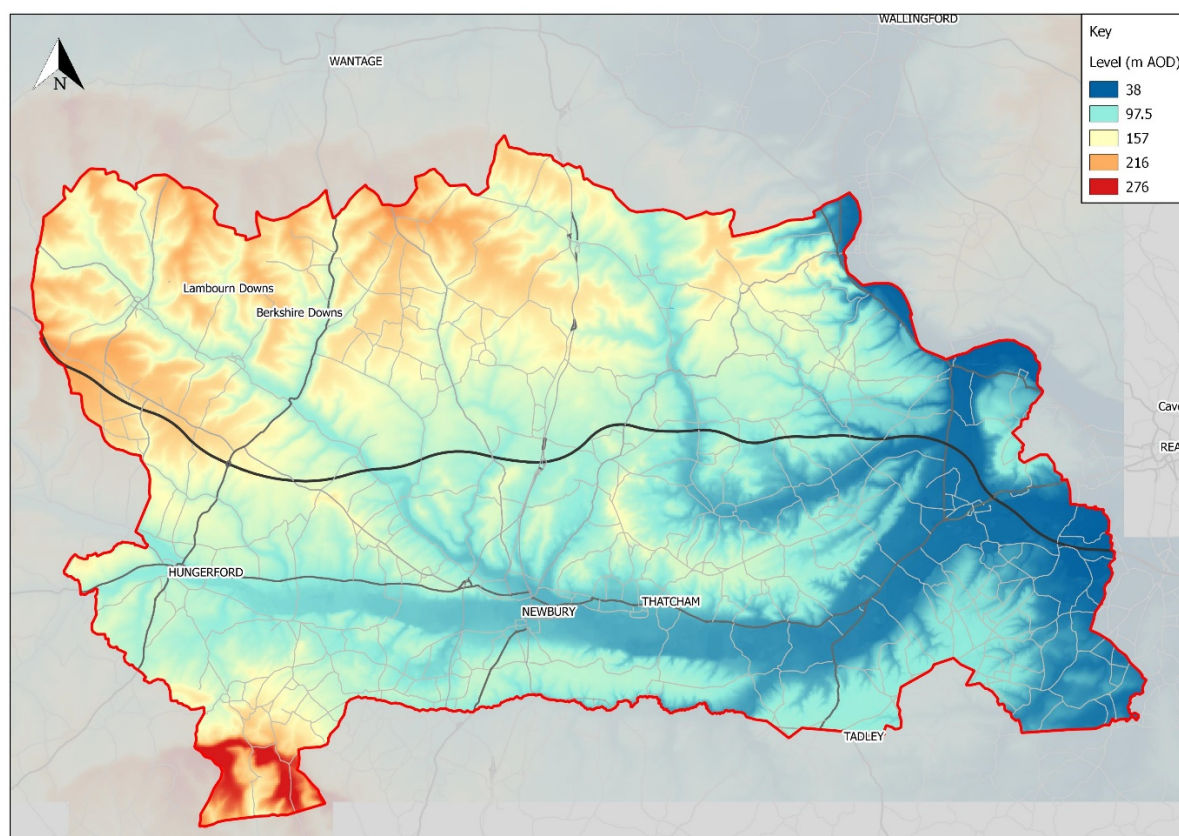 WALLINGFORD
WANTAGE
N
Key
Level (m AOD)
38
97.5
157
216
276
Lambourn Downs
Berkshire Downs
Cave
REA
HUNGERFORD
NEWBURY
THATCHAM
TADLEY